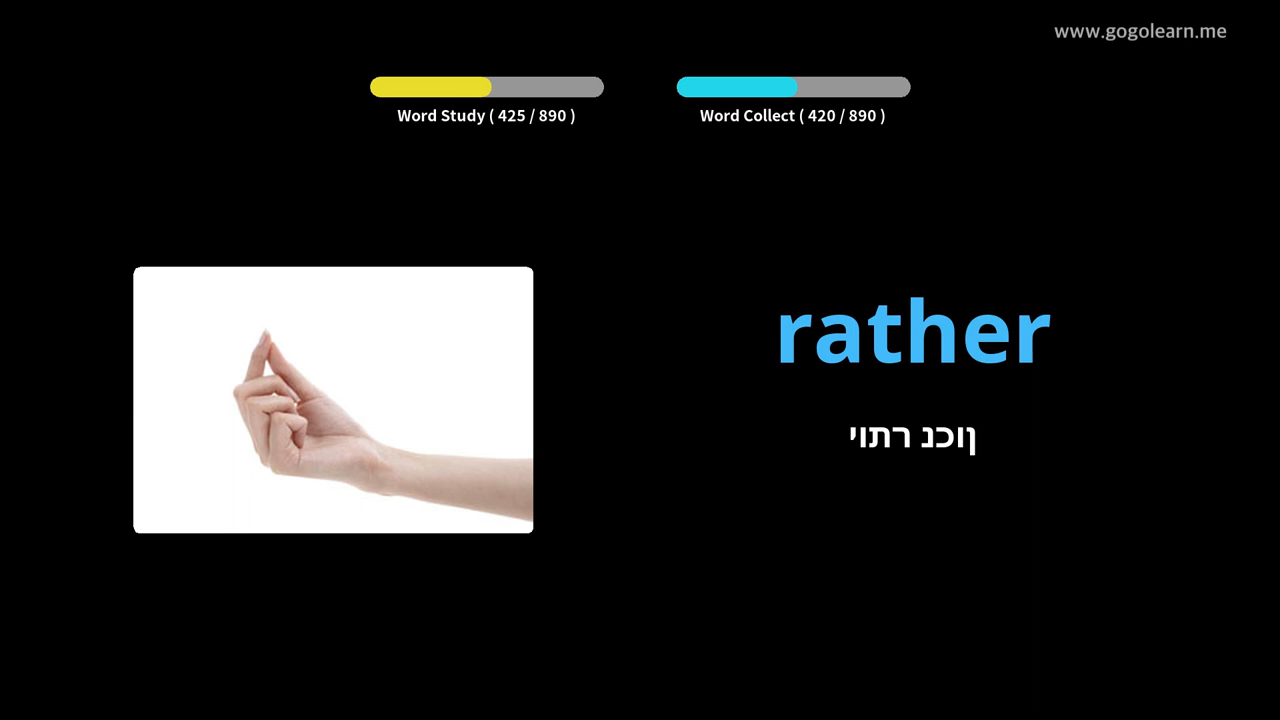 www.gogolearn.me
Word Study ( 425 / 890 )
Word Collect ( 420 / 890 )
rather
ןוכנ רתוי